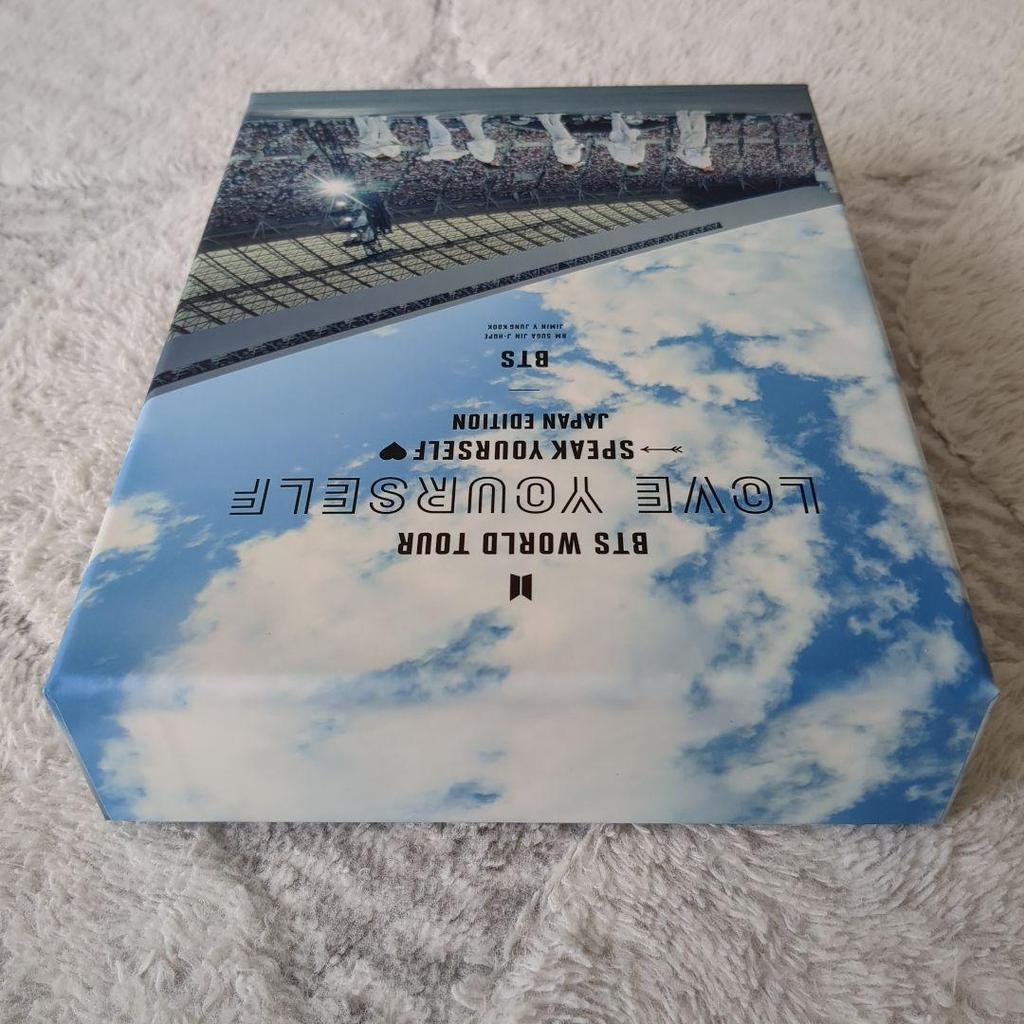 BTS WORLD TOUR
LOVE YOURSELF
SPEAK YOURSELF
JAPAN EDITION
BTS
RM SUGA JIN J-HOPE
JIMIN V JUNG KOOK